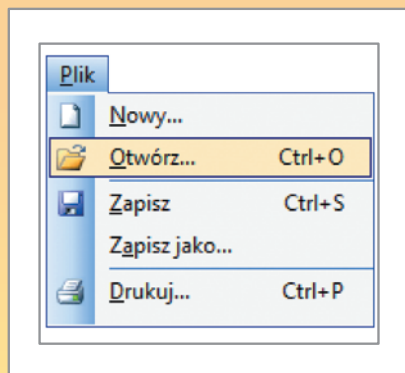 Plik
Nowy...
Otwórz... Ctrl+O
Zapisz Ctrl+S
Zapisz jako...
Drukuj... Ctrl+P